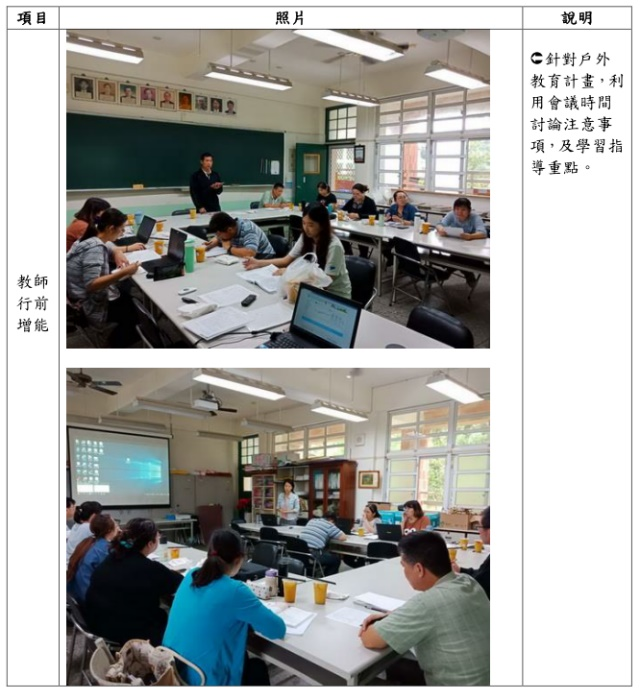 項目
照片
說明
教師
行前
增能
➲針對戶外
教育計畫，利
用會議時間
討論注意事
項，及學習指
導重點。